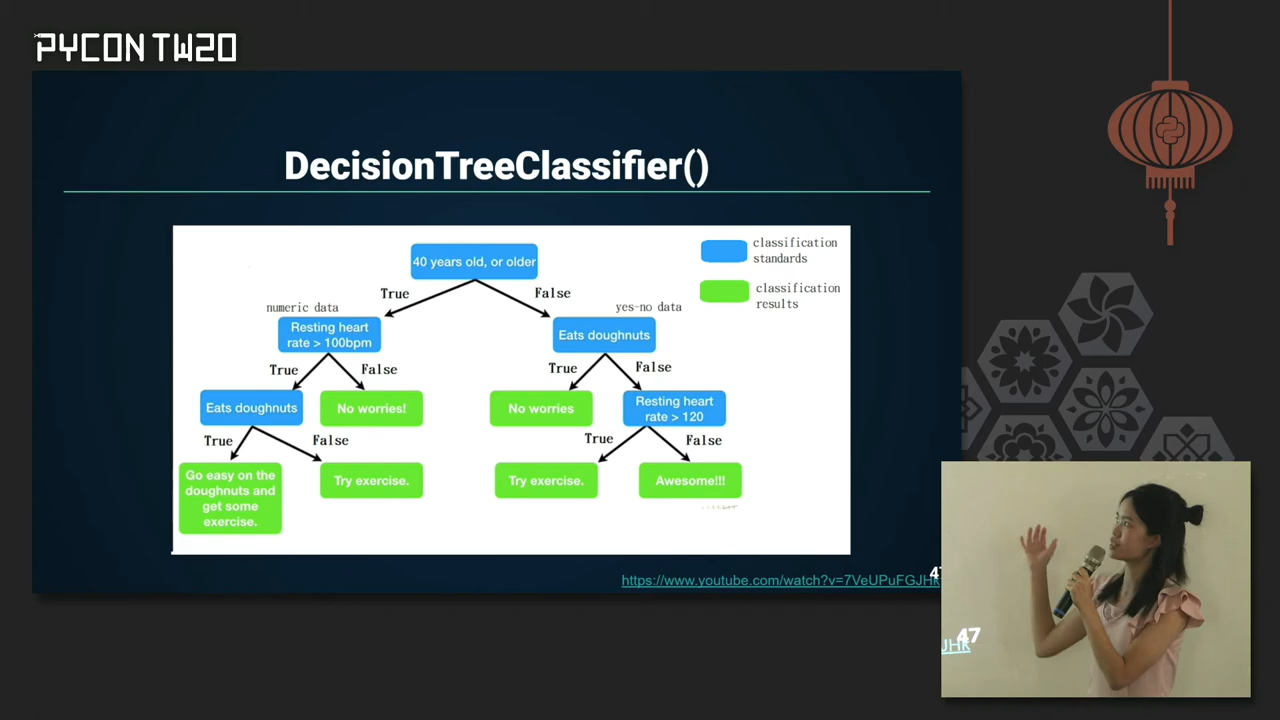 PYCON TW20
DecisionTreeClassifier()
40 years old, or older
classification
standards
classification
results
True
False
numeric data
yes-no data
Resting heart
rate > 100bpm
Eats doughnuts
True
False
True
False
Eats doughnuts
No worries!
No worries
Resting heart
rate > 120
True
False
True
False
Go easy on the
doughnuts and
get some
exercise.
Try exercise.
Try exercise.
Awesome!!!
https://www.youtube.com/watch?v=7VeUPuFGJHk
47
47
JHk